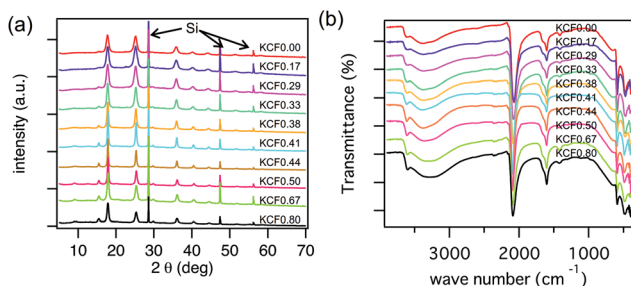 (a)
Si
KCF0.00
KCF0.17
KCF0.29
KCF0.33
KCF0.38
KCF0.41
KCF0.44
KCF0.50
KCF0.67
KCF0.80
intensity (a.u.)
10 20 30 40 50 60 70
2 θ (deg)
(b)
KCF0.00
KCF0.17
KCF0.29
KCF0.33
KCF0.38
KCF0.41
KCF0.44
KCF0.50
KCF0.67
KCF0.80
Transmittance (%)
3000 2000 1000
wave number (cm⁻¹)